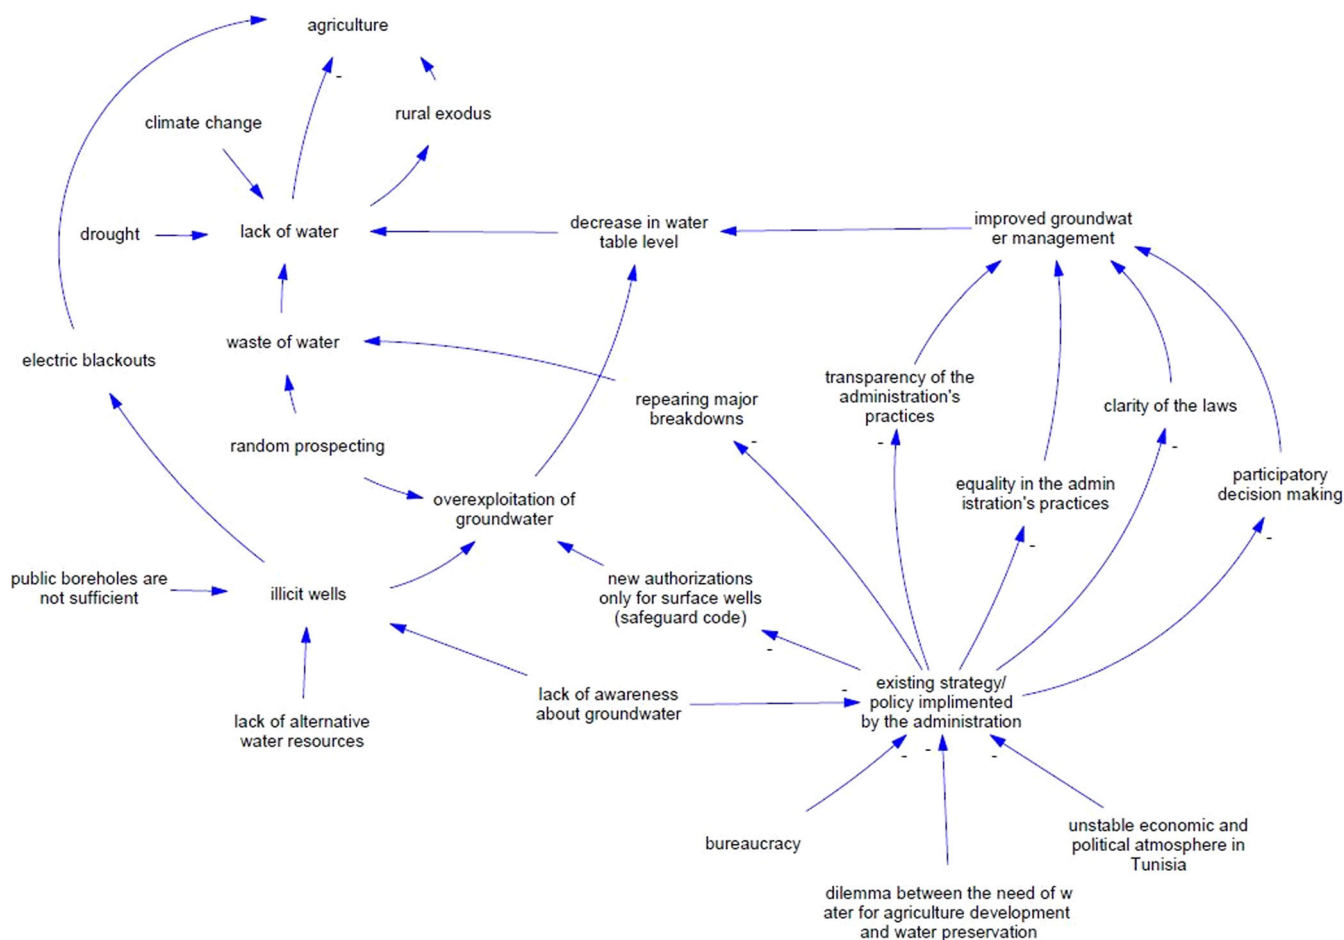 agriculture
climate change
rural exodus
drought
lack of water
decrease in water
table level
improved groundwat
er management
waste of water
electric blackouts
repearing major
breakdowns
transparency of the
administration's
practices
clarity of the laws
random prospecting
equality in the admin
istration's practices
participatory
decision making
overexploitation of
groundwater
public boreholes are
not sufficient
illicit wells
new authorizations
only for surface wells
(safeguard code)
lack of alternative
water resources
lack of awareness
about groundwater
existing strategy/
policy implimented
by the administration
bureaucracy
unstable economic and
political atmosphere in
Tunisia
dilemma between the need of w
ater for agriculture development
and water preservation